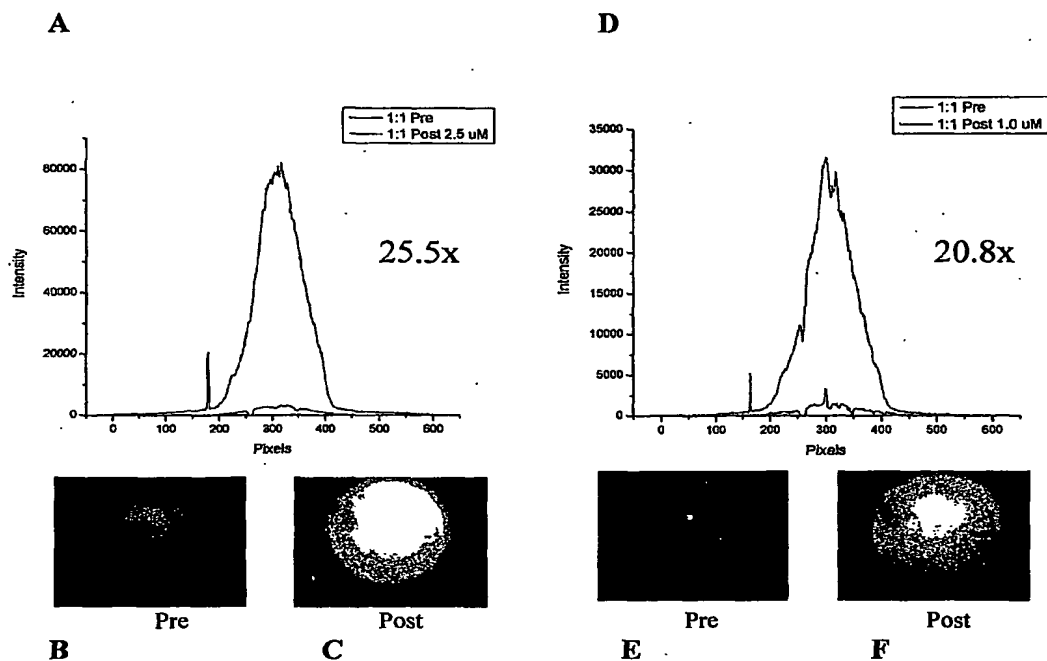 A
D
1:1 Pre
1:1 Post 2.5 uM
80000
60000
40000
20000
0
Intensity
25.5x
0 100 200 300 400 500 600
Pixels
1:1 Pre
1:1 Post 1.0 uM
35000
30000
25000
20000
15000
10000
5000
0
Intensity
20.8x
0 100 200 300 400 500 600
Pixels
Pre
Post
Pre
Post
B
C
E
F